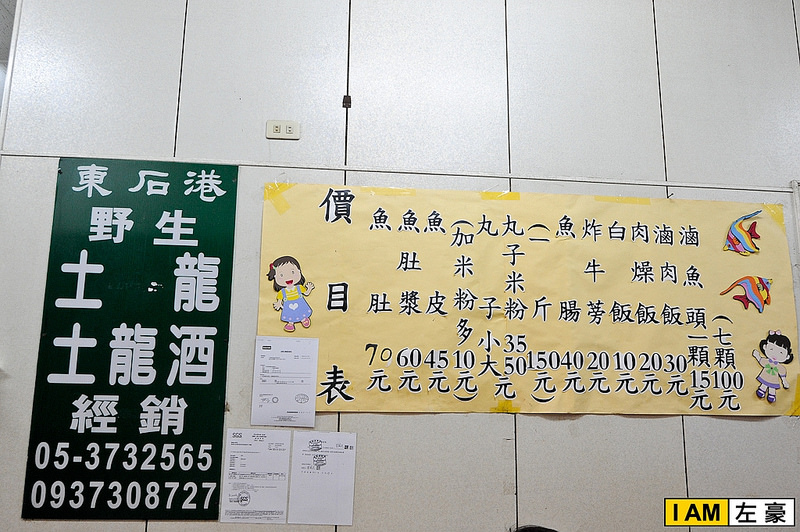 東石港
野生
土龍
土龍酒
經銷
05-3732565
0937308727
價目表
魚肚70元
魚肚漿60元
魚皮45元
(加米粉多10元)
丸子小大
丸子米粉3550元
(一斤150元)
魚腸40元
炸牛蒡20元
白飯10元
肉燥飯20元
滷肉飯30元
滷魚頭一顆15元
(七顆100元)
SGS
SGS
I AM 左豪